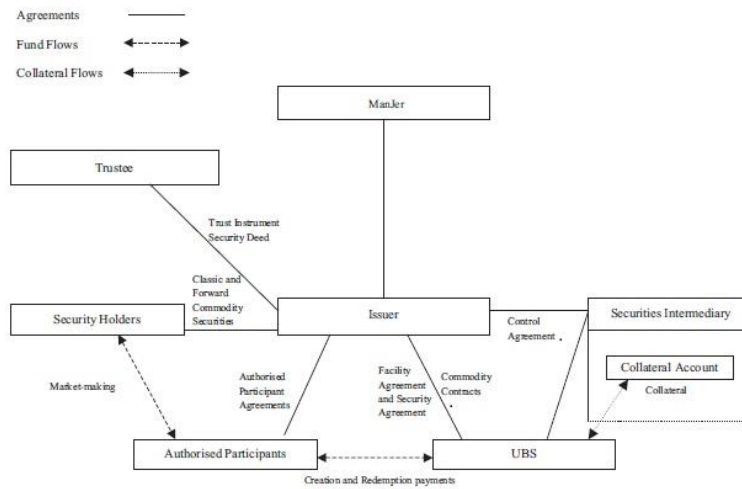 Agreements
Fund Flows
Collateral Flows
ManJer
Trustee
Trust Instrument
Security Deed
Classic and
Forward
Commodity
Securities
Security Holders
Issuer
Securities Intermediary
Control
Agreement
Collateral Account
Collateral
Market-making
Authorised
Participant
Agreements
Facility
Agreement
and Security
Agreement
Commodity
Contracts
Authorised Participants
UBS
Creation and Redemption payments